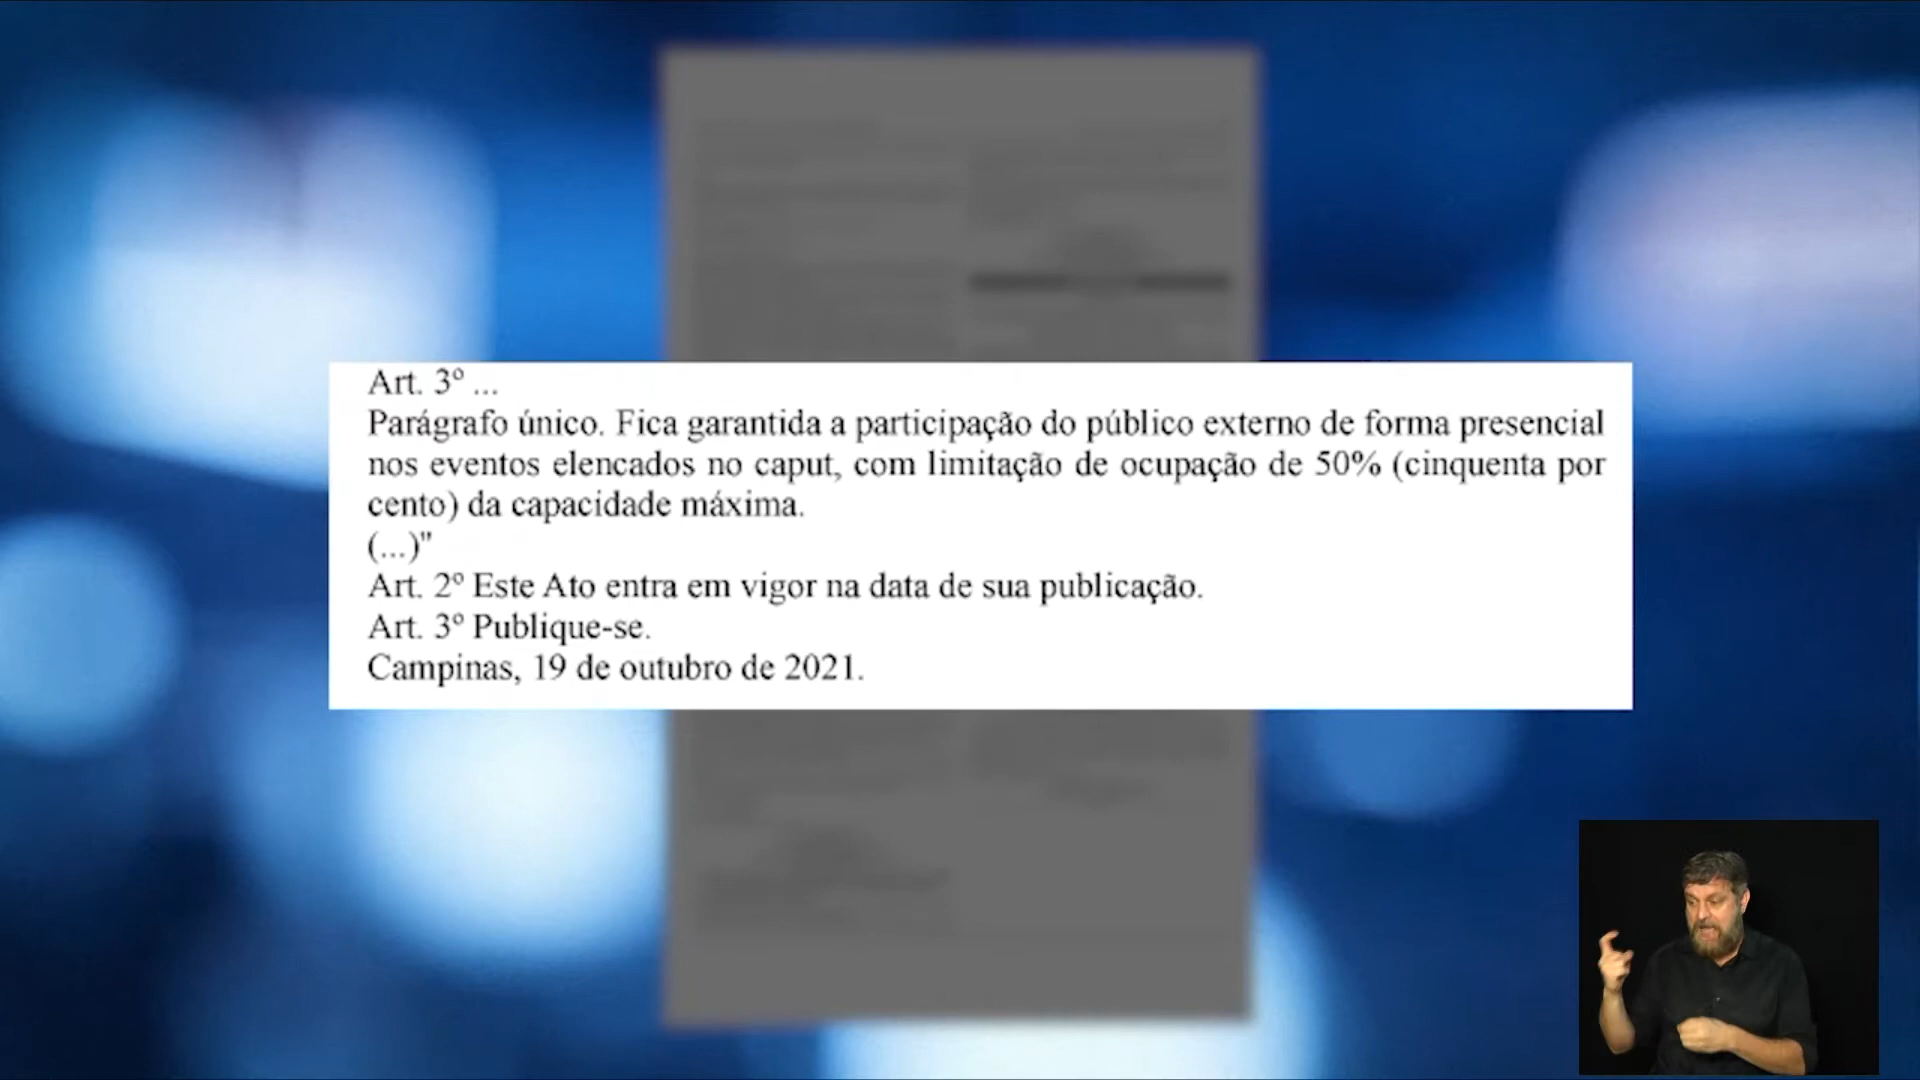 Art. 3º ...
Parágrafo único. Fica garantida a participação do público externo de forma presencial
nos eventos elencados no caput, com limitação de ocupação de 50% (cinquenta por
cento) da capacidade máxima.
(...)"
Art. 2º Este Ato entra em vigor na data de sua publicação.
Art. 3º Publique-se.
Campinas, 19 de outubro de 2021.